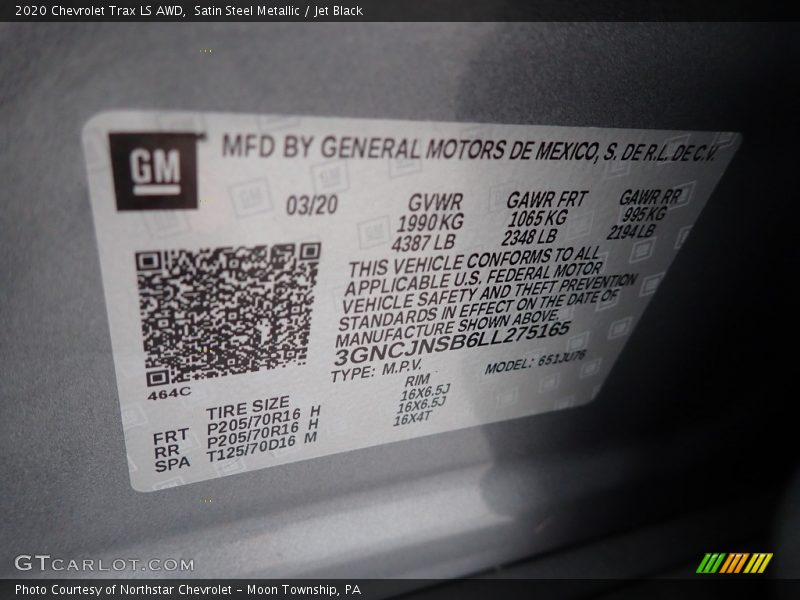 2020 Chevrolet Trax LS AWD,  Satin Steel Metallic / Jet Black
GM
MFD BY GENERAL MOTORS DE MEXICO, S. DE R.L. DE C.V.
03/20
GVWR
1990 KG
4387 LB
GAWR FRT
1065 KG
2348 LB
GAWR RR
995 KG
2194 LB
THIS VEHICLE CONFORMS TO ALL
APPLICABLE U.S. FEDERAL MOTOR
VEHICLE SAFETY AND THEFT PREVENTION
STANDARDS IN EFFECT ON THE DATE OF
MANUFACTURE SHOWN ABOVE.
3GNCJNSB6LL275165
TYPE: M.P.V. MODEL: 651JU76
464C
TIRE SIZE RIM
FRT P205/70R16 H 16X6.5J
RR P205/70R16 H 16X6.5J
SPA T125/70D16 M 16X4T
GTCARLOT.COM
Photo Courtesy of Northstar Chevrolet – Moon Township, PA